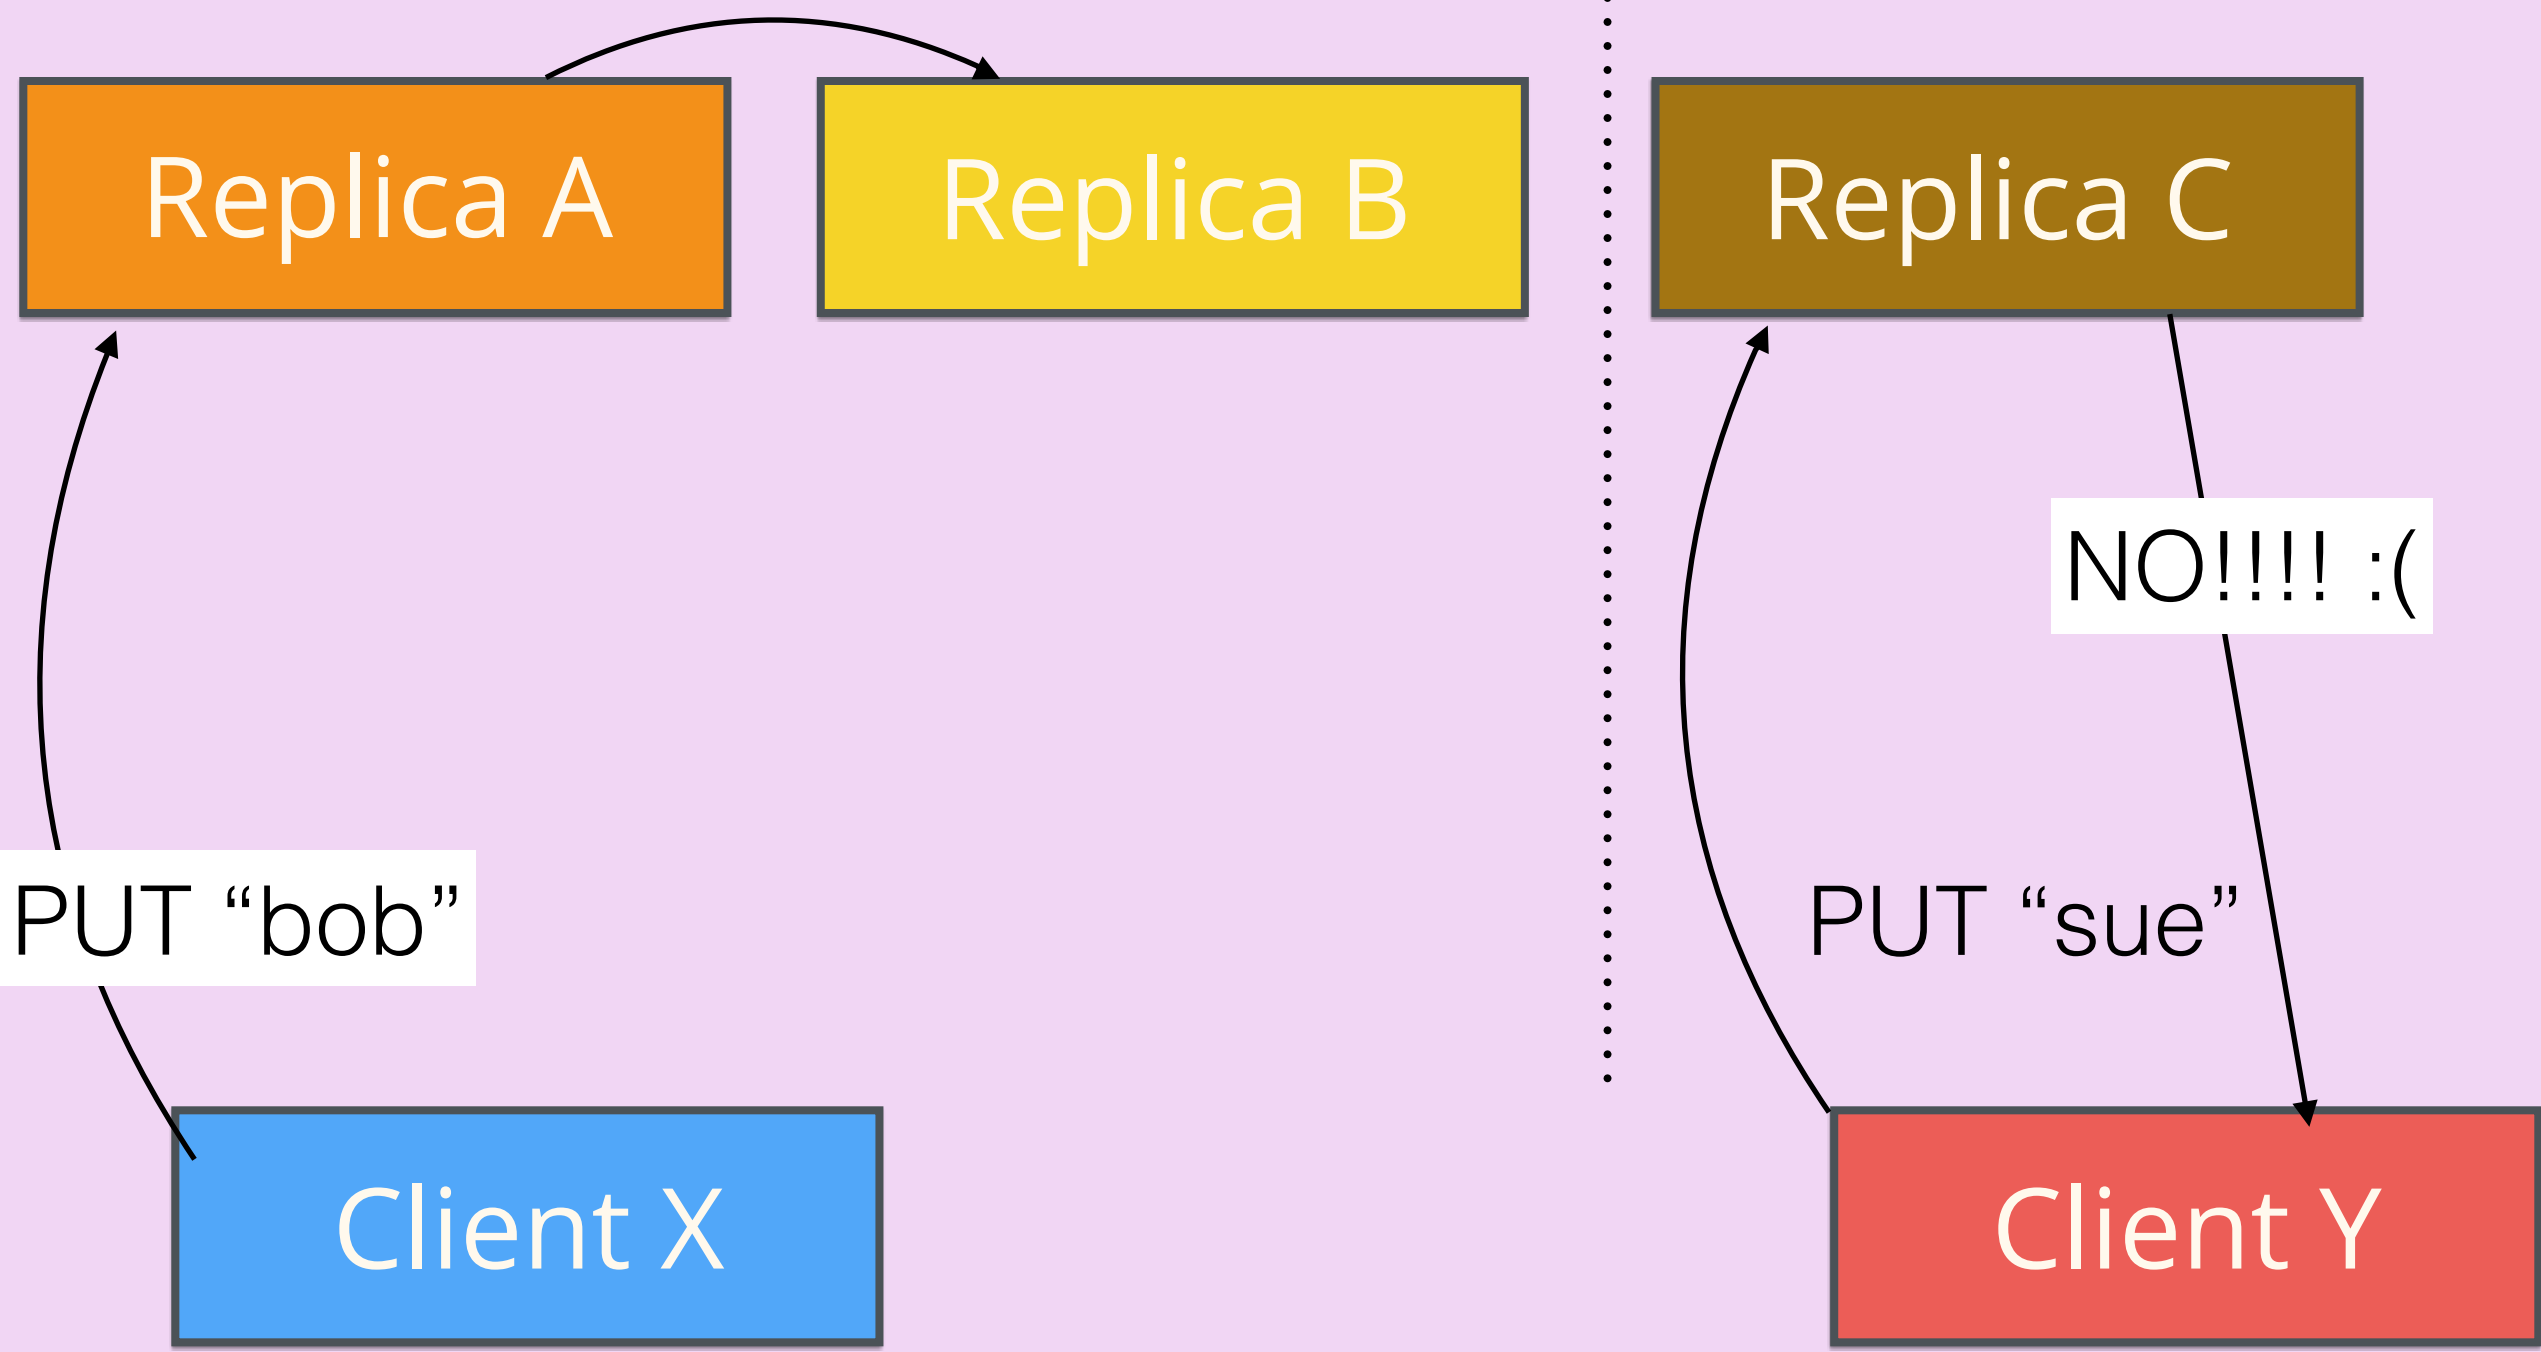 Replica A
Replica B
Replica C
NO!!!! :(
PUT “bob”
PUT “sue”
Client X
Client Y